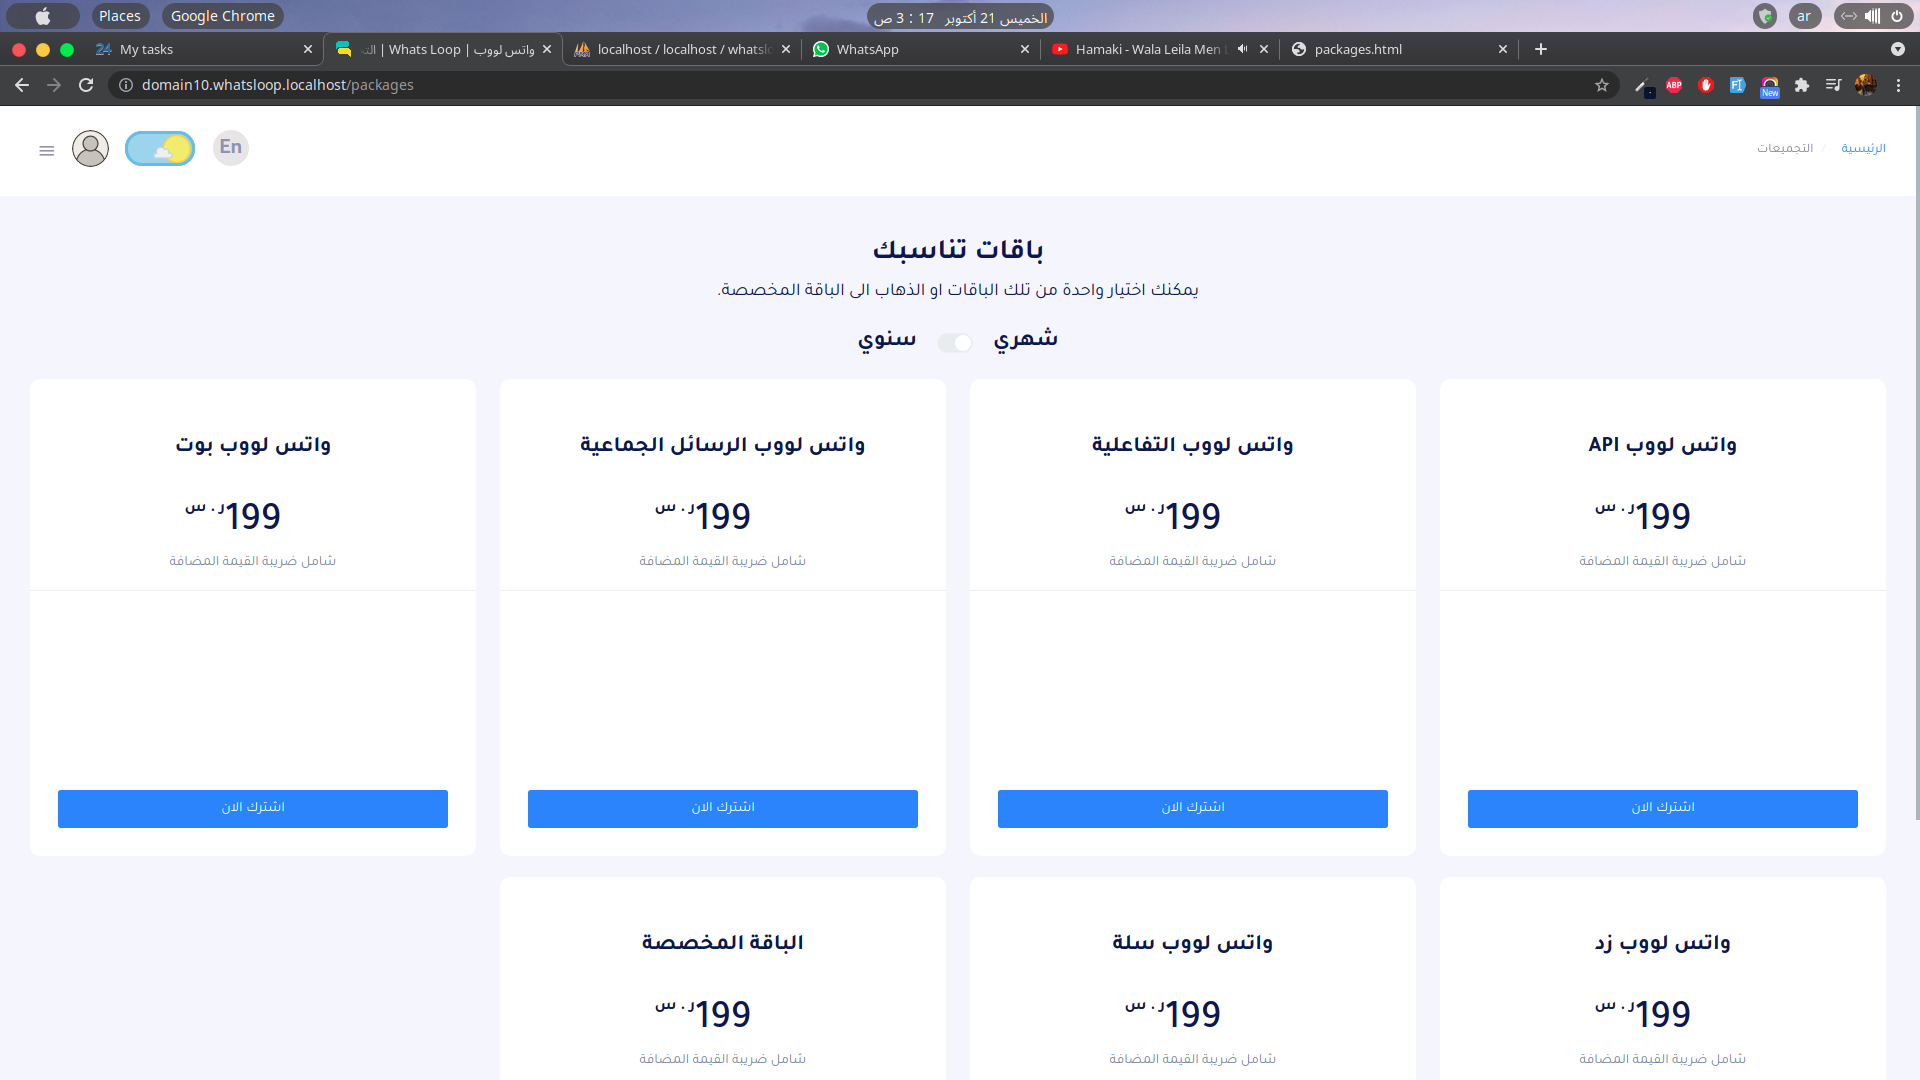 Places
Google Chrome
الخميس 21 أكتوبر   17 : 3 ص
ar
24 My tasks
واتس لووب | Whats Loop | الت
localhost / localhost / whatslo
WhatsApp
Hamaki - Wala Leila Men L
packages.html
domain10.whatsloop.localhost/packages
ABP
New
En
الرئيسية / التجميعات
باقات تناسبك
يمكنك اختيار واحدة من تلك الباقات او الذهاب الى الباقة المخصصة.
شهري
سنوي
واتس لووب API
199 ر . س
شامل ضريبة القيمة المضافة
اشترك الان
واتس لووب التفاعلية
199 ر . س
شامل ضريبة القيمة المضافة
اشترك الان
واتس لووب الرسائل الجماعية
199 ر . س
شامل ضريبة القيمة المضافة
اشترك الان
واتس لووب بوت
199 ر . س
شامل ضريبة القيمة المضافة
اشترك الان
واتس لووب زد
199 ر . س
شامل ضريبة القيمة المضافة
واتس لووب سلة
199 ر . س
شامل ضريبة القيمة المضافة
الباقة المخصصة
199 ر . س
شامل ضريبة القيمة المضافة